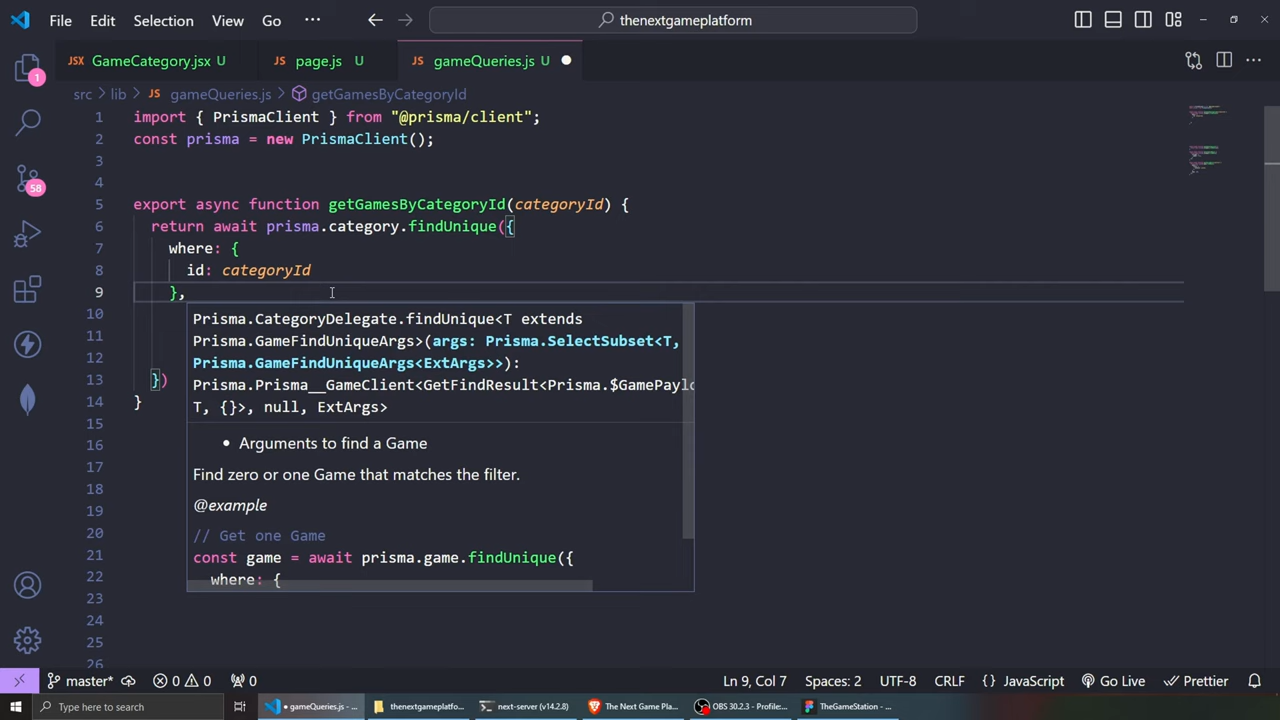 File Edit Selection View Go ··· thenextgameplatform
JSX GameCategory.jsx U JS page.js U JS gameQueries.js U
src > lib > JS gameQueries.js > getGamesByCategoryId
1 import { PrismaClient } from "@prisma/client";
2 const prisma = new PrismaClient();
3
4
5 export async function getGamesByCategoryId(categoryId) {
6 return await prisma.category.findUnique({
7 where: {
8 id: categoryId
9 },
10 Prisma.CategoryDelegate.findUnique<T extends
11 Prisma.GameFindUniqueArgs>(args: Prisma.SelectSubset<T,
12 Prisma.GameFindUniqueArgs<ExtArgs>>):
13 }) Prisma.Prisma__GameClient<GetFindResult<Prisma.$GamePaylo
14 } T, {}>, null, ExtArgs>
15
16 • Arguments to find a Game
17 Find zero or one Game that matches the filter.
18
19 @example
20 // Get one Game
21 const game = await prisma.game.findUnique({
22 where: {
23
24
25
26
1
58
master* 0 0 0 Ln 9, Col 7 Spaces: 2 UTF-8 CRLF {} JavaScript Go Live Prettier
Type here to search gameQueries.js -... thenextgameplatfo... next-server (v14.2.8) The Next Game Pla... OBS 30.2.3 - Profile:... TheGameStation - ...